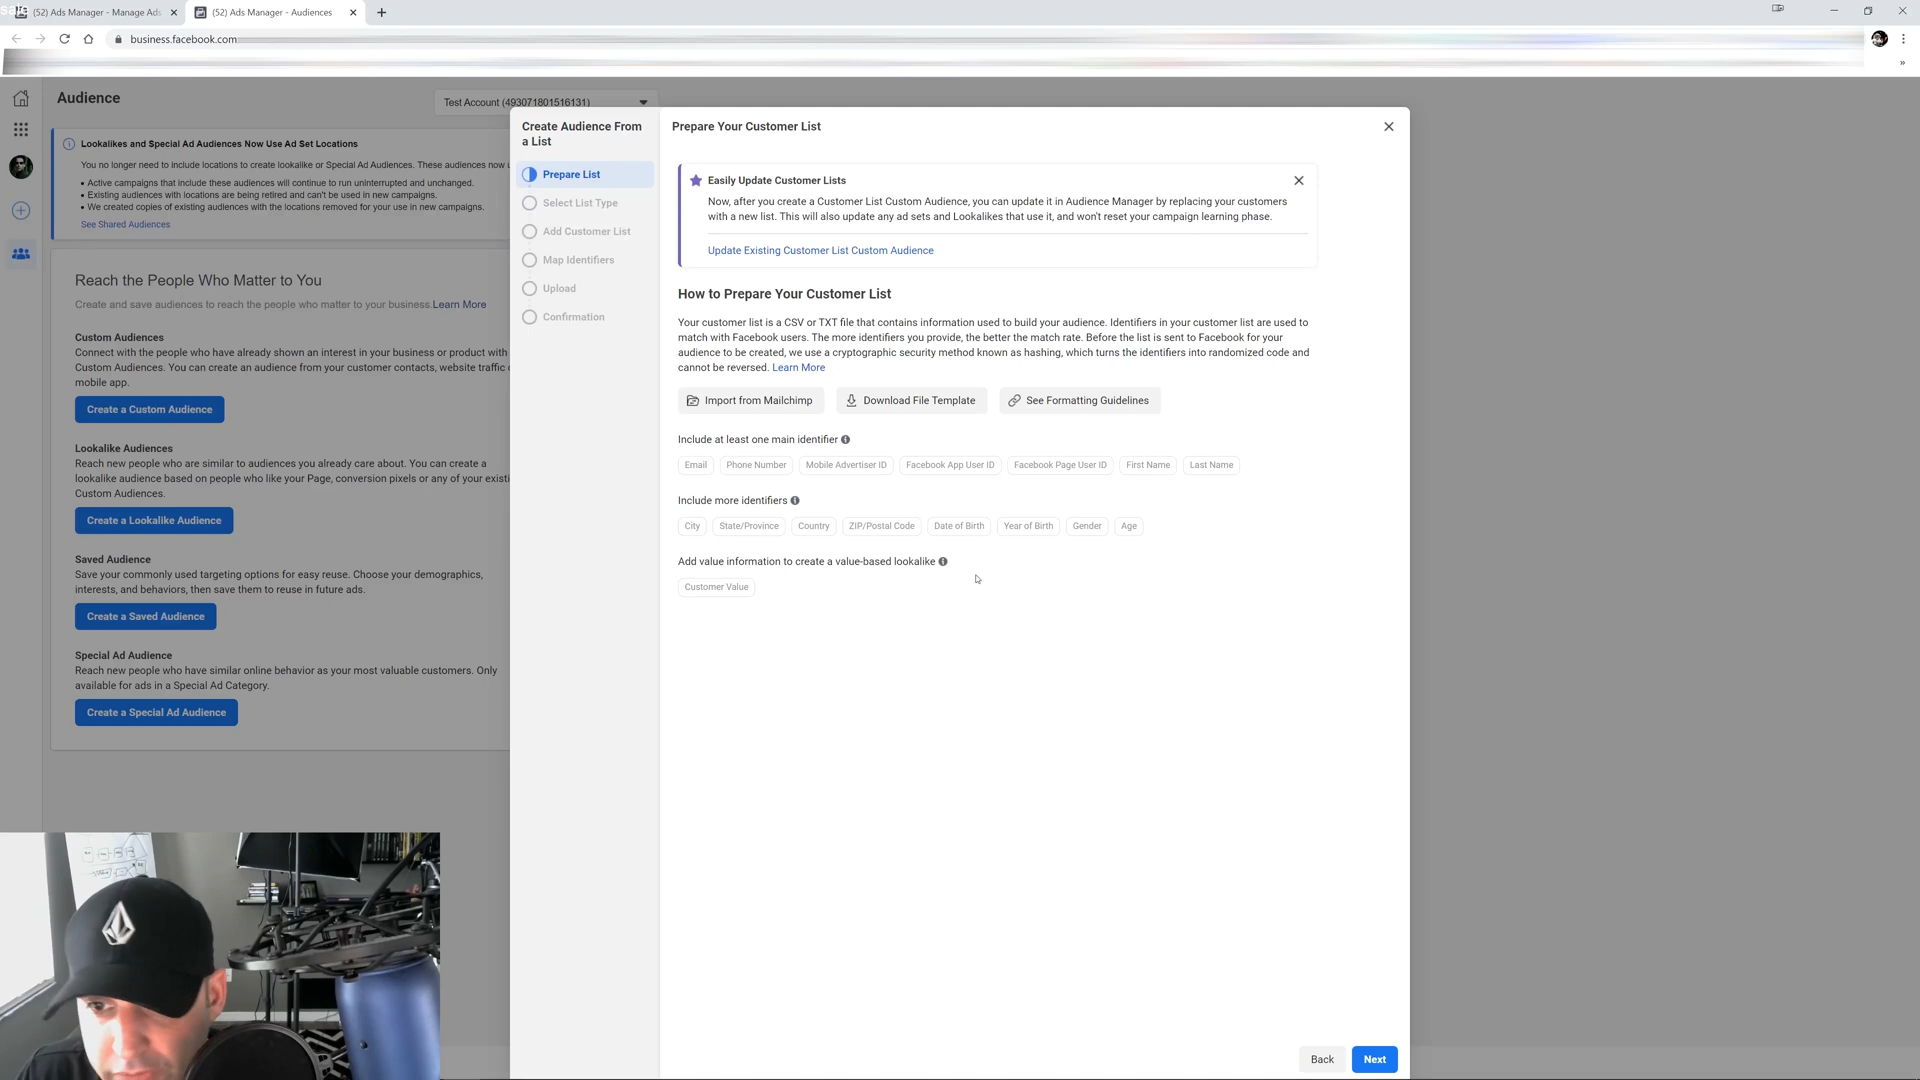 (52) Ads Manager - Manage Ads
(52) Ads Manager - Audiences
business.facebook.com
Audience
Test Account (493071801516131)
Lookalikes and Special Ad Audiences Now Use Ad Set Locations
You no longer need to include locations to create lookalike or Special Ad Audiences. These audiences now u
• Active campaigns that include these audiences will continue to run uninterrupted and unchanged.
• Existing audiences with locations are being retired and can't be used in new campaigns.
• We created copies of existing audiences with the locations removed for your use in new campaigns.
See Shared Audiences
Reach the People Who Matter to You
Create and save audiences to reach the people who matter to your business.Learn More
Custom Audiences
Connect with the people who have already shown an interest in your business or product with
Custom Audiences. You can create an audience from your customer contacts, website traffic o
mobile app.
Create a Custom Audience
Lookalike Audiences
Reach new people who are similar to audiences you already care about. You can create a
lookalike audience based on people who like your Page, conversion pixels or any of your existi
Custom Audiences.
Create a Lookalike Audience
Saved Audience
Save your commonly used targeting options for easy reuse. Choose your demographics,
interests, and behaviors, then save them to reuse in future ads.
Create a Saved Audience
Special Ad Audience
Reach new people who have similar online behavior as your most valuable customers. Only
available for ads in a Special Ad Category.
Create a Special Ad Audience
Create Audience From
a List
Prepare List
Select List Type
Add Customer List
Map Identifiers
Upload
Confirmation
Prepare Your Customer List
Easily Update Customer Lists
Now, after you create a Customer List Custom Audience, you can update it in Audience Manager by replacing your customers
with a new list. This will also update any ad sets and Lookalikes that use it, and won't reset your campaign learning phase.
Update Existing Customer List Custom Audience
How to Prepare Your Customer List
Your customer list is a CSV or TXT file that contains information used to build your audience. Identifiers in your customer list are used to
match with Facebook users. The more identifiers you provide, the better the match rate. Before the list is sent to Facebook for your
audience to be created, we use a cryptographic security method known as hashing, which turns the identifiers into randomized code and
cannot be reversed. Learn More
Import from Mailchimp Download File Template See Formatting Guidelines
Include at least one main identifier
Email Phone Number Mobile Advertiser ID Facebook App User ID Facebook Page User ID First Name Last Name
Include more identifiers
City State/Province Country ZIP/Postal Code Date of Birth Year of Birth Gender Age
Add value information to create a value-based lookalike
Customer Value
Back Next